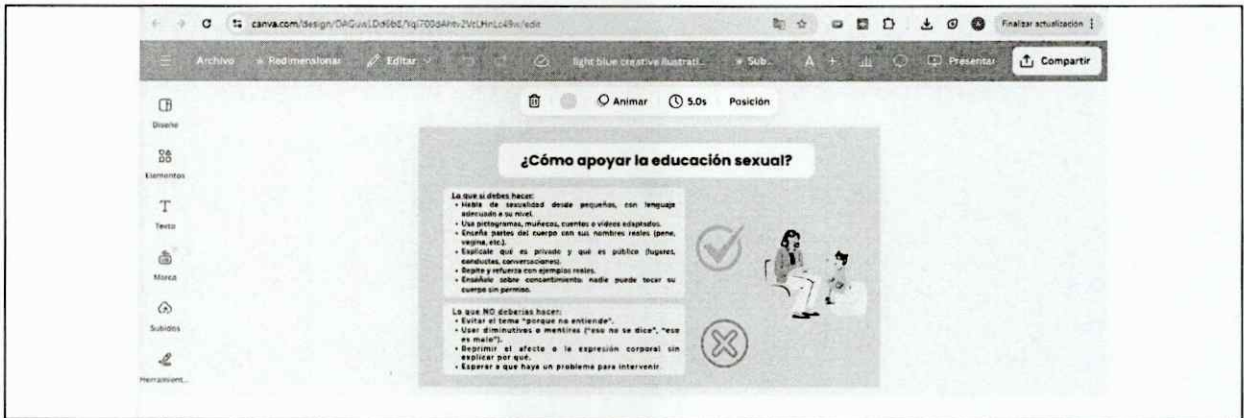 canva.com/design/ Finalizar actualización
Archivo Redimensionar Editar light blue creative illustrati... Sub... A + Presentar Compartir
Animar 5.0s Posición
Diseño
Elementos
Texto
Marca
Subidos
Herramient...
¿Cómo apoyar la educación sexual?
Lo que si debes hacer:
• Habla de sexualidad desde pequeños, con lenguaje
adecuado a su nivel.
• Usa pictogramas, muñecos, cuentos o videos adaptados.
• Enseña partes del cuerpo con sus nombres reales (pene,
vagina, etc.).
• Explícale qué es privado y qué es público (lugares,
conductas, conversaciones).
• Repite y refuerza con ejemplos reales.
• Enséñale sobre consentimiento: nadie puede tocar su
cuerpo sin permiso.
Lo que NO deberías hacer:
• Evitar el tema "porque no entiende".
• Usar diminutivos o mentiras ("eso no se dice", "eso
es malo").
• Reprimir el afecto o la expresión corporal sin
explicar por qué.
• Esperar a que haya un problema para intervenir.